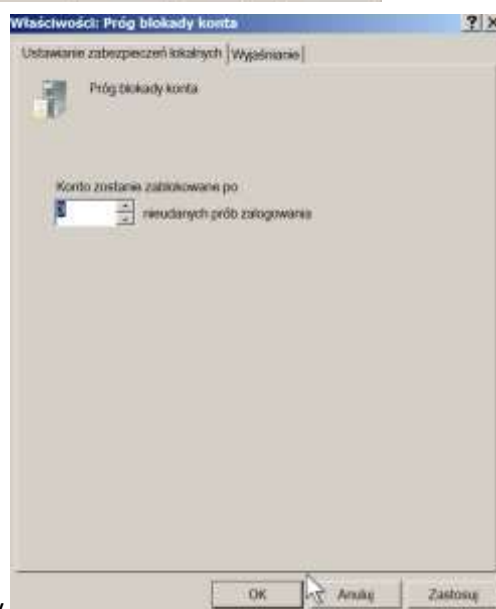 Właściwości: Próg blokady konta
Ustawianie zabezpieczeń lokalnych Wyjaśnianie
Próg blokady konta
Konto zostanie zablokowane po
nieudanych prób zalogowania
OK Anuluj Zastosuj